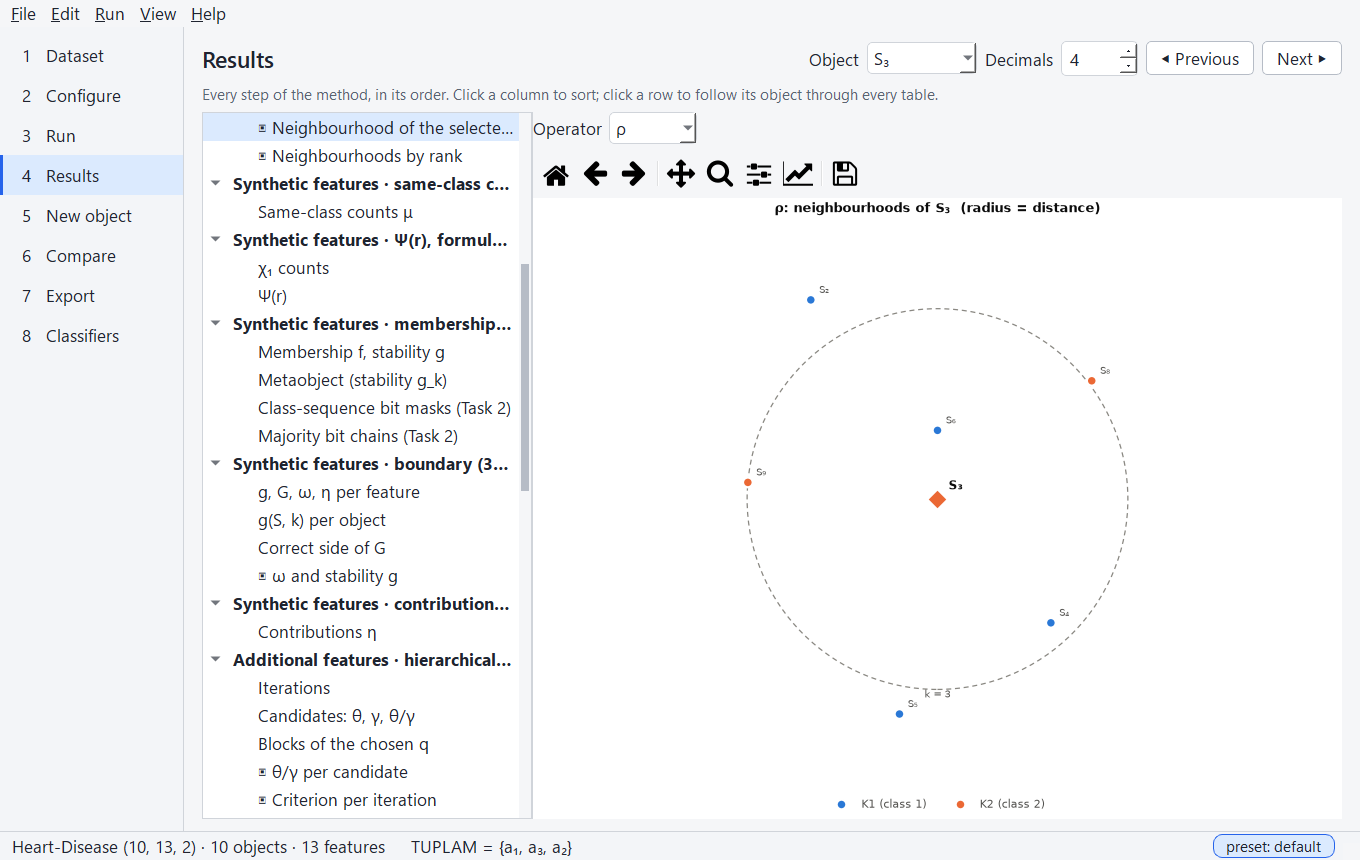 File Edit Run View Help
1 Dataset
2 Configure
3 Run
4 Results
5 New object
6 Compare
7 Export
8 Classifiers
Results
Object S₃ Decimals 4 Previous Next
Every step of the method, in its order. Click a column to sort; click a row to follow its object through every table.
Neighbourhood of the selecte...
Neighbourhoods by rank
Synthetic features · same-class c...
Same-class counts μ
Synthetic features · Ψ(r), formul...
χ₁ counts
Ψ(r)
Synthetic features · membership...
Membership f, stability g
Metaobject (stability g_k)
Class-sequence bit masks (Task 2)
Majority bit chains (Task 2)
Synthetic features · boundary (3...
g, G, ω, η per feature
g(S, k) per object
Correct side of G
ω and stability g
Synthetic features · contribution...
Contributions η
Additional features · hierarchical...
Iterations
Candidates: θ, γ, θ/γ
Blocks of the chosen q
θ/γ per candidate
Criterion per iteration
Operator ρ
ρ: neighbourhoods of S₃ (radius = distance)
S₂
S₈
S₆
S₉
S₃
S₄
k = 3
S₅
K1 (class 1) K2 (class 2)
Heart-Disease (10, 13, 2) · 10 objects · 13 features TUPLAM = {a₁, a₃, a₂}
preset: default